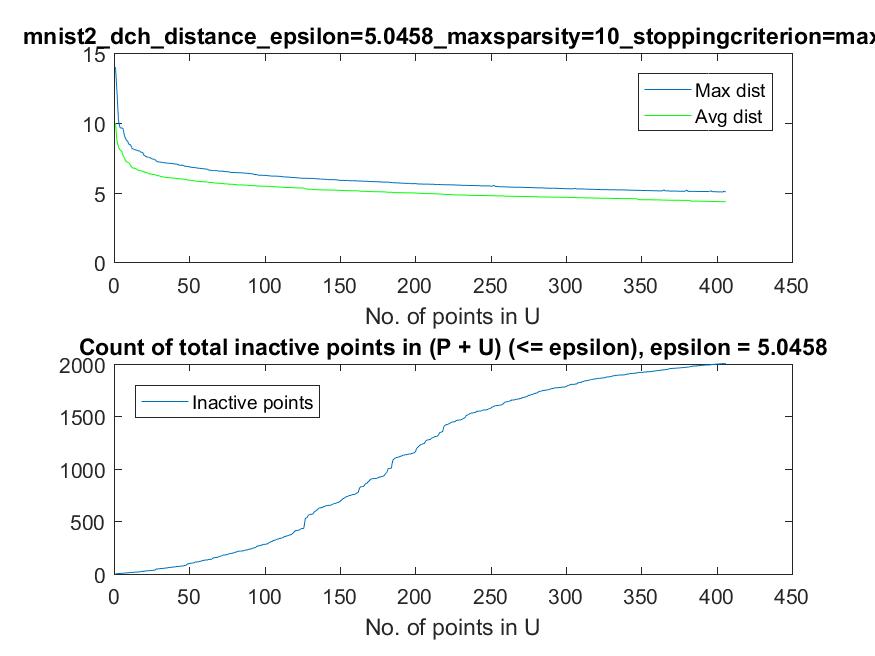 mnist2_dch_distance_epsilon=5.0458_maxsparsity=10_stoppingcriterion=max
15
10
5
0
Max dist
Avg dist
0 50 100 150 200 250 300 350 400 450
No. of points in U
Count of total inactive points in (P + U) (<= epsilon), epsilon = 5.0458
2000
1500
1000
500
0
Inactive points
0 50 100 150 200 250 300 350 400 450
No. of points in U